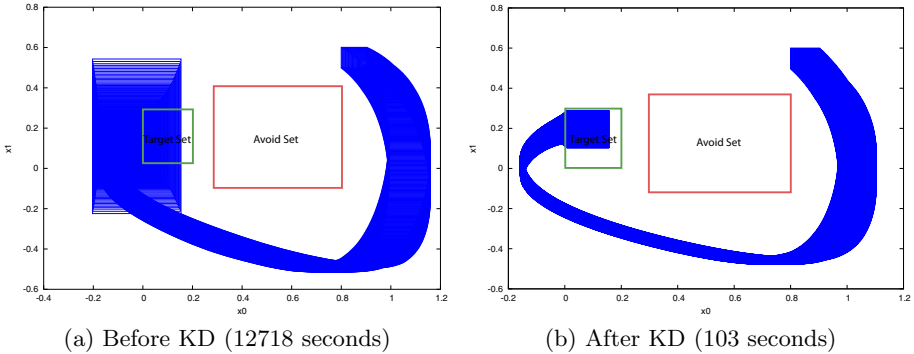 0.8
0.6
0.4
0.2
0
-0.2
-0.4
-0.6
x1
Target Set
Avoid Set
-0.4 -0.2 0 0.2 0.4 0.6 0.8 1 1.2
x0
(a) Before KD (12718 seconds)
0.8
0.6
0.4
0.2
0
-0.2
-0.4
-0.6
x1
Target Set
Avoid Set
-0.2 0 0.2 0.4 0.6 0.8 1 1.2
x0
(b) After KD (103 seconds)